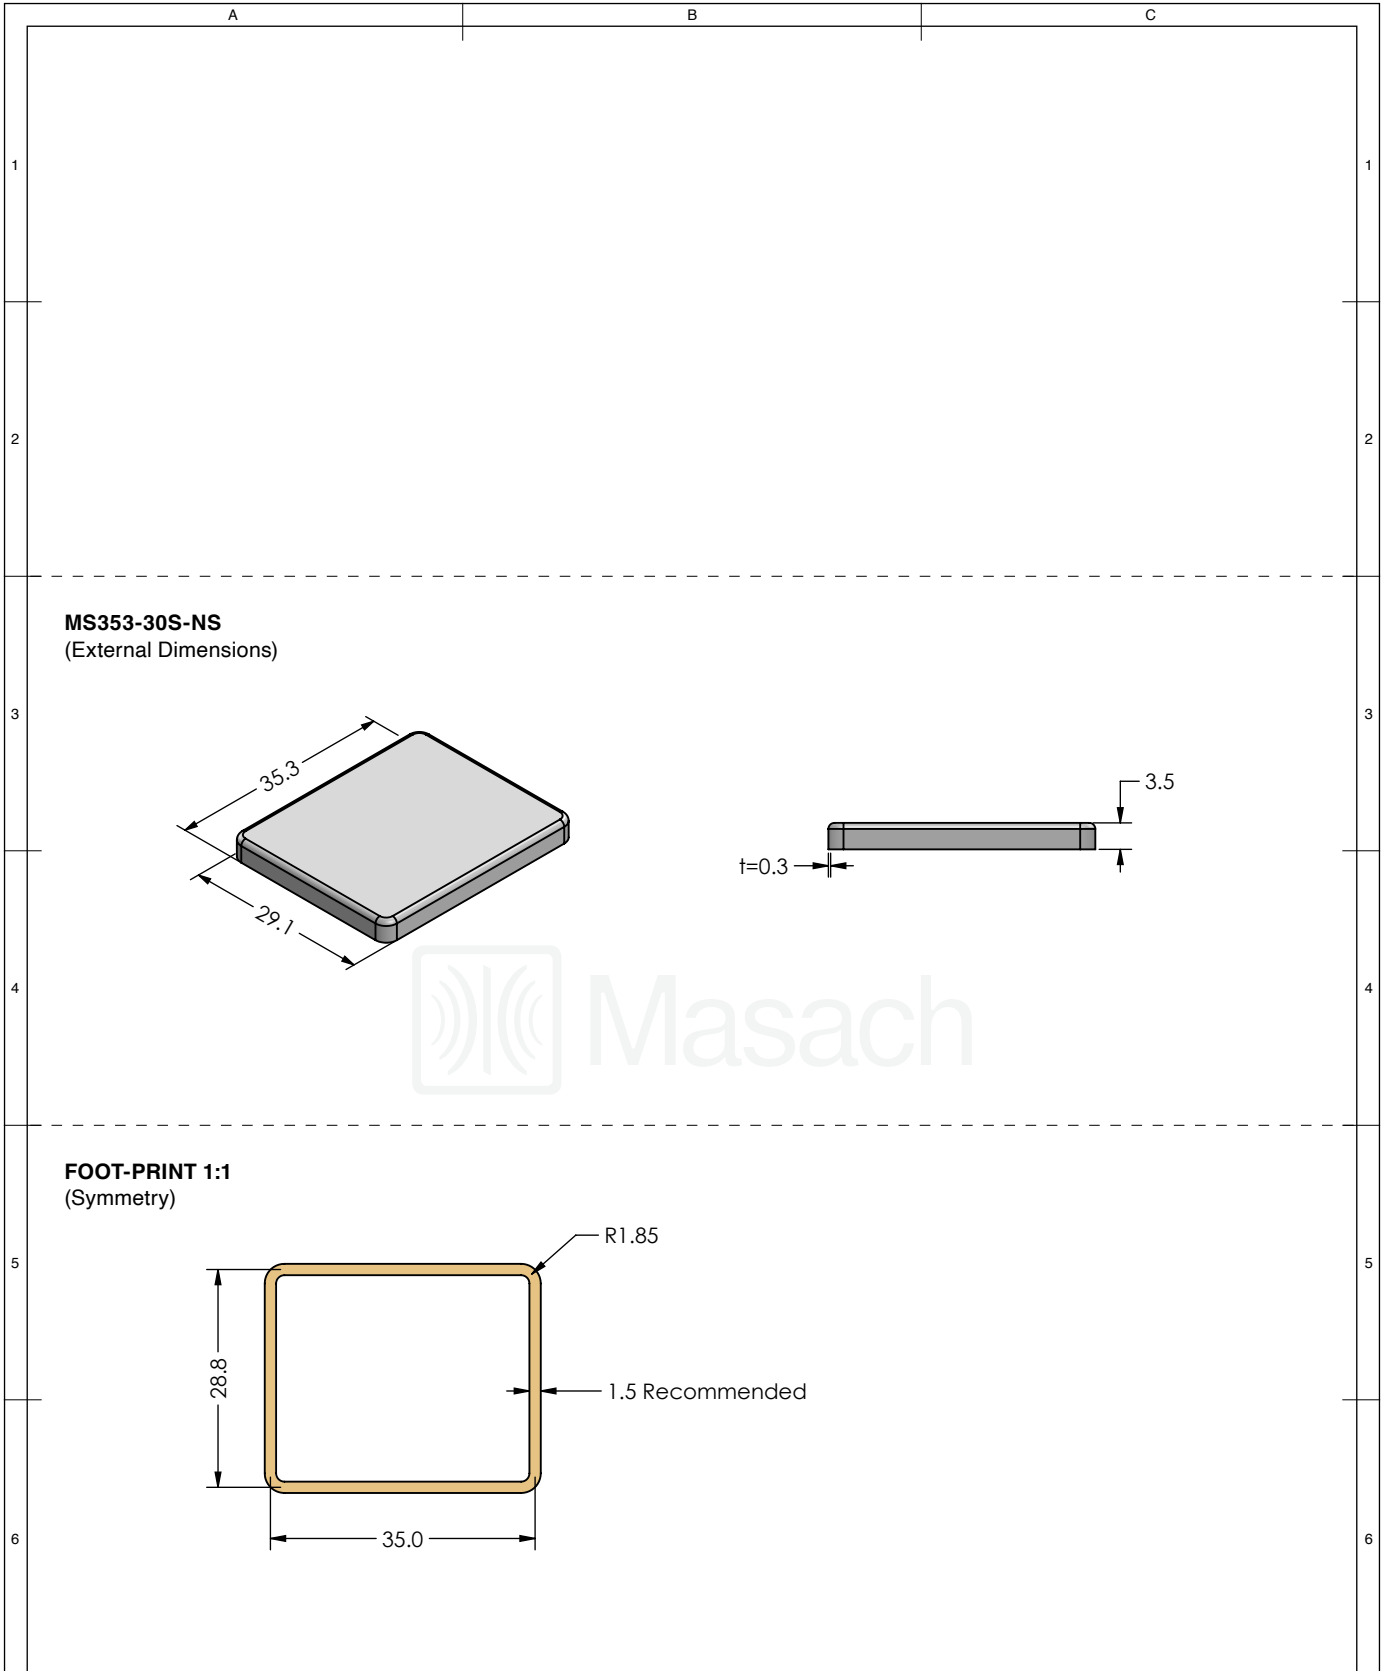 A B C
1 1
2 2
MS353-30S-NS
(External Dimensions)
3 3
35.3
3.5
t=0.3
29.1
4 4
Masach
FOOT-PRINT 1:1
(Symmetry)
R1.85
5 5
28.8
1.5 Recommended
35.0
6 6